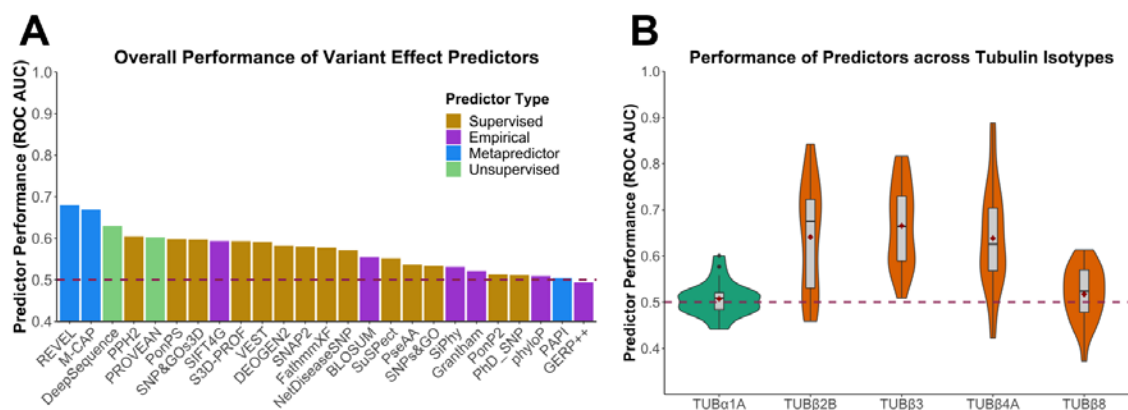 A
Overall Performance of Variant Effect Predictors
Predictor Performance (ROC AUC)
1.0
0.9
0.8
0.7
0.6
0.5
0.4
Predictor Type
Supervised
Empirical
Metapredictor
Unsupervised
REVEL
M-CAP
DeepSequence
PPH2
PROVEAN
PonPS
SNP&GOs3D
SIFT4G
S3D-PROF
VEST
DEOGEN2
SNAP2
FathmmXF
NetDiseaseSNP
BLOSUM
SuSPect
PseAA
SNPs&GO
SiPhy
Grantham
PonP2
PhD_SNP
phyloP
PAPI
GERP++
B
Performance of Predictors across Tubulin Isotypes
Predictor Performance (ROC AUC)
1.0
0.9
0.8
0.7
0.6
0.5
0.4
TUBα1A
TUBβ2B
TUBβ3
TUBβ4A
TUBβ8